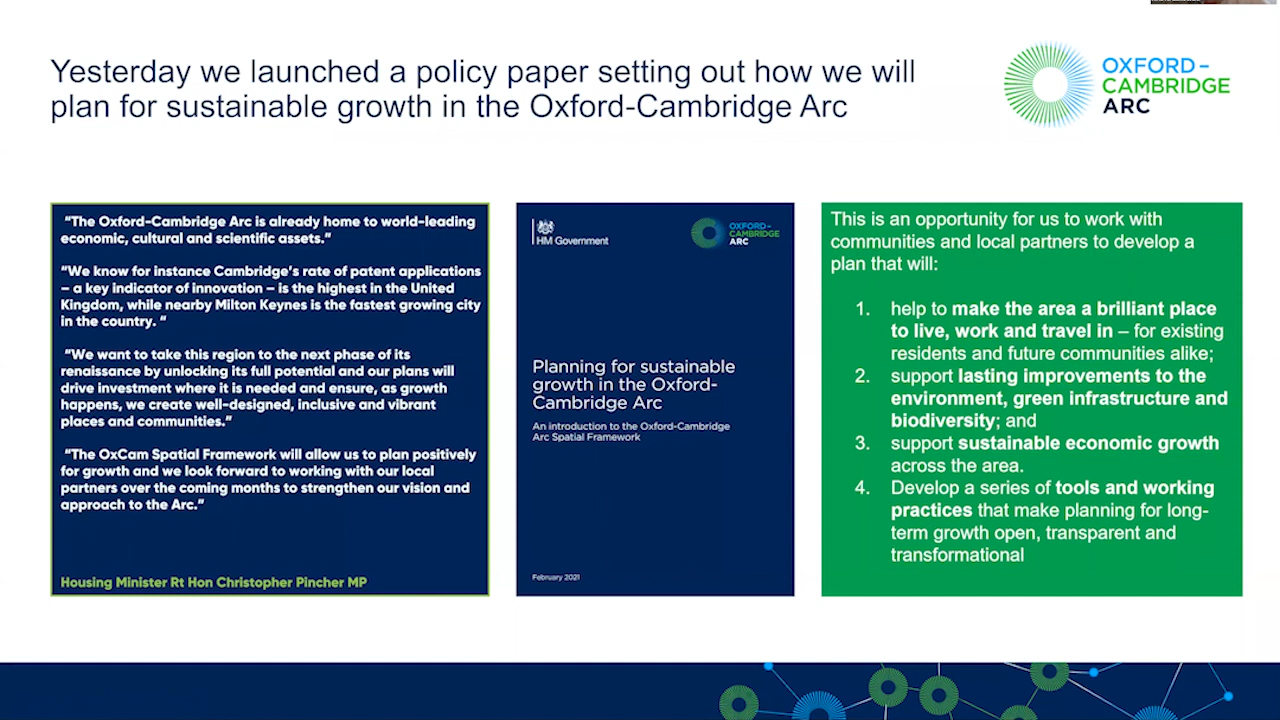 Yesterday we launched a policy paper setting out how we will
plan for sustainable growth in the Oxford-Cambridge Arc
OXFORD –
CAMBRIDGE
ARC
“The Oxford-Cambridge Arc is already home to world-leading
economic, cultural and scientific assets.”
“We know for instance Cambridge’s rate of patent applications
– a key indicator of innovation – is the highest in the United
Kingdom, while nearby Milton Keynes is the fastest growing city
in the country. “
“We want to take this region to the next phase of its
renaissance by unlocking its full potential and our plans will
drive investment where it is needed and ensure, as growth
happens, we create well-designed, inclusive and vibrant
places and communities.”
“The OxCam Spatial Framework will allow us to plan positively
for growth and we look forward to working with our local
partners over the coming months to strengthen our vision and
approach to the Arc.”
Housing Minister Rt Hon Christopher Pincher MP
HM Government
OXFORD –
CAMBRIDGE
ARC
Planning for sustainable
growth in the Oxford-
Cambridge Arc
An introduction to the Oxford-Cambridge
Arc Spatial Framework
February 2021
This is an opportunity for us to work with
communities and local partners to develop a
plan that will:
1. help to make the area a brilliant place
to live, work and travel in – for existing
residents and future communities alike;
2. support lasting improvements to the
environment, green infrastructure and
biodiversity; and
3. support sustainable economic growth
across the area.
4. Develop a series of tools and working
practices that make planning for long-
term growth open, transparent and
transformational